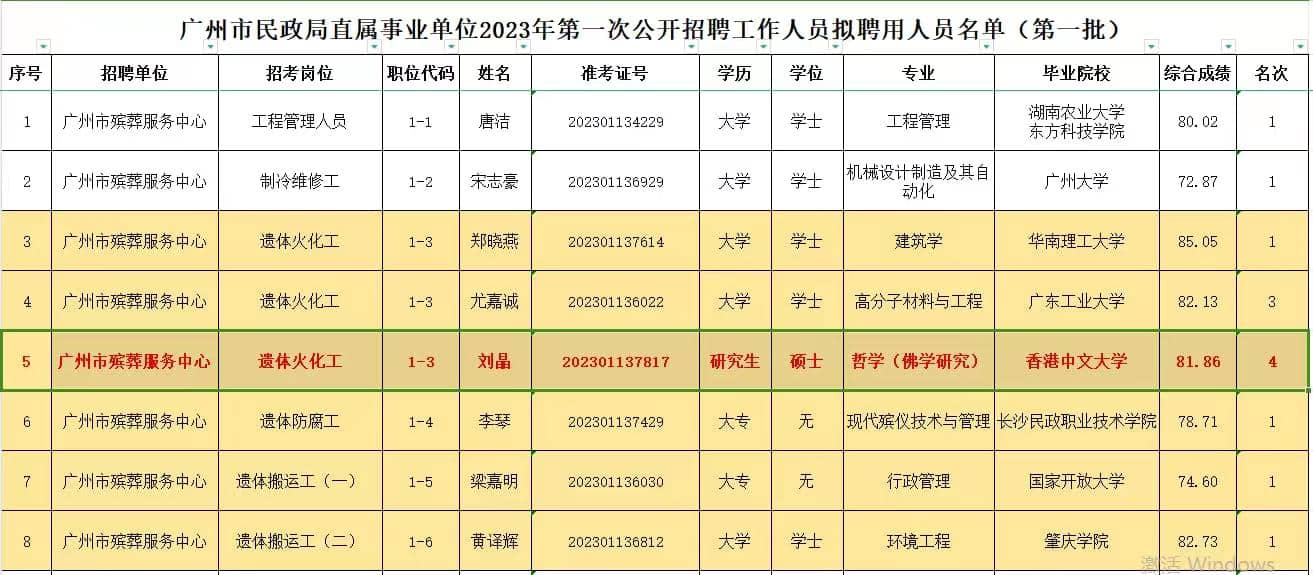 广州市民政局直属事业单位2023年第一次公开招聘工作人员拟聘用人员名单（第一批）
序号 招聘单位 招考岗位 职位代码 姓名 准考证号 学历 学位 专业 毕业院校 综合成绩 名次
1 广州市殡葬服务中心 工程管理人员 1-1 唐洁 202301134229 大学 学士 工程管理 湖南农业大学
东方科技学院 80.02 1
2 广州市殡葬服务中心 制冷维修工 1-2 宋志豪 202301136929 大学 学士 机械设计制造及其自
动化 广州大学 72.87 1
3 广州市殡葬服务中心 遗体火化工 1-3 郑晓燕 202301137614 大学 学士 建筑学 华南理工大学 85.05 1
4 广州市殡葬服务中心 遗体火化工 1-3 尤嘉诚 202301136022 大学 学士 高分子材料与工程 广东工业大学 82.13 3
5 广州市殡葬服务中心 遗体火化工 1-3 刘晶 202301137817 研究生 硕士 哲学（佛学研究） 香港中文大学 81.86 4
6 广州市殡葬服务中心 遗体防腐工 1-4 李琴 202301137429 大专 无 现代殡仪技术与管理 长沙民政职业技术学院 78.71 1
7 广州市殡葬服务中心 遗体搬运工（一） 1-5 梁嘉明 202301136030 大专 无 行政管理 国家开放大学 74.60 1
8 广州市殡葬服务中心 遗体搬运工（二） 1-6 黄译辉 202301136812 大学 学士 环境工程 肇庆学院 82.73 1
激活 Windows